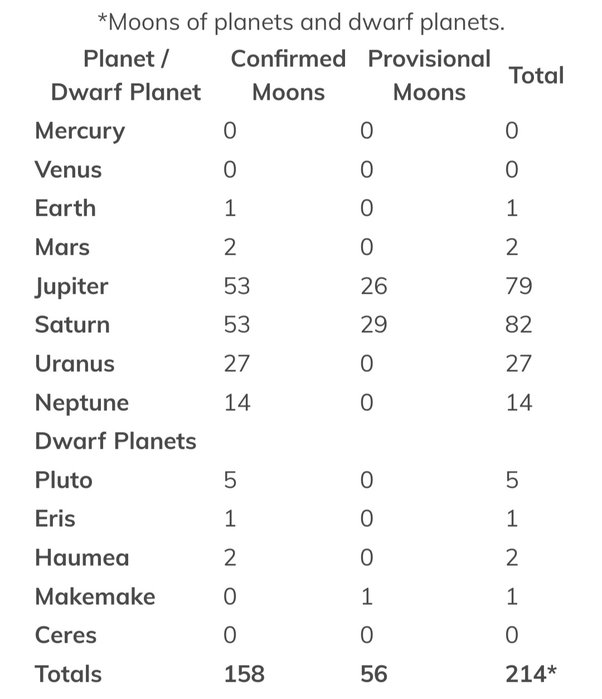 *Moons of planets and dwarf planets.
Planet / Dwarf Planet Confirmed Moons Provisional Moons Total
Mercury 0 0 0
Venus 0 0 0
Earth 1 0 1
Mars 2 0 2
Jupiter 53 26 79
Saturn 53 29 82
Uranus 27 0 27
Neptune 14 0 14
Dwarf Planets
Pluto 5 0 5
Eris 1 0 1
Haumea 2 0 2
Makemake 0 1 1
Ceres 0 0 0
Totals 158 56 214*